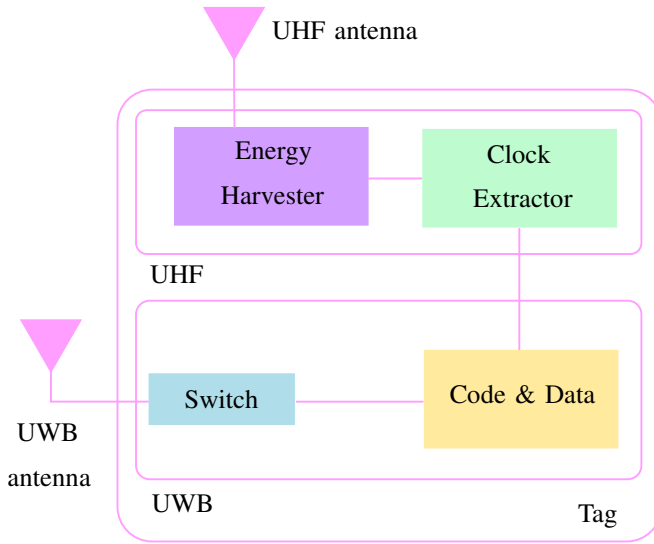 UHF antenna
Energy
Harvester
Clock
Extractor
UHF
Switch
Code & Data
UWB
antenna
UWB
Tag